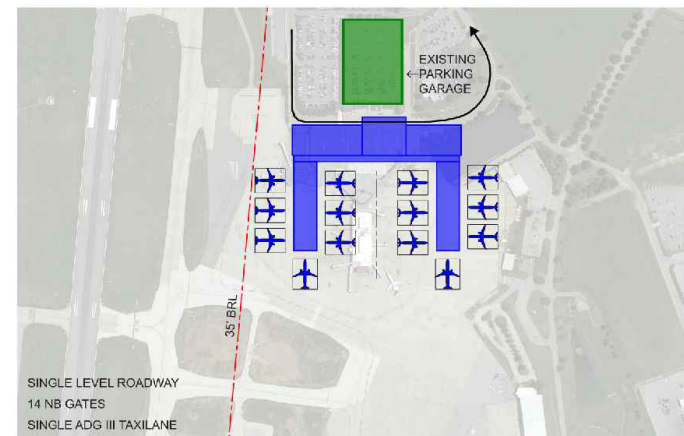 EXISTING
PARKING
GARAGE
35' BRL
SINGLE LEVEL ROADWAY
14 NB GATES
SINGLE ADG III TAXILANE